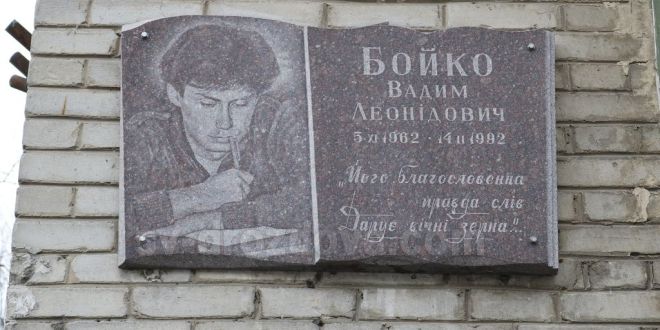 Бойко
Вадим
Леонідович
5 XI 1962 · 14 II 1992
„Його благословенна
правда слів
Дарує вічні зерна"...